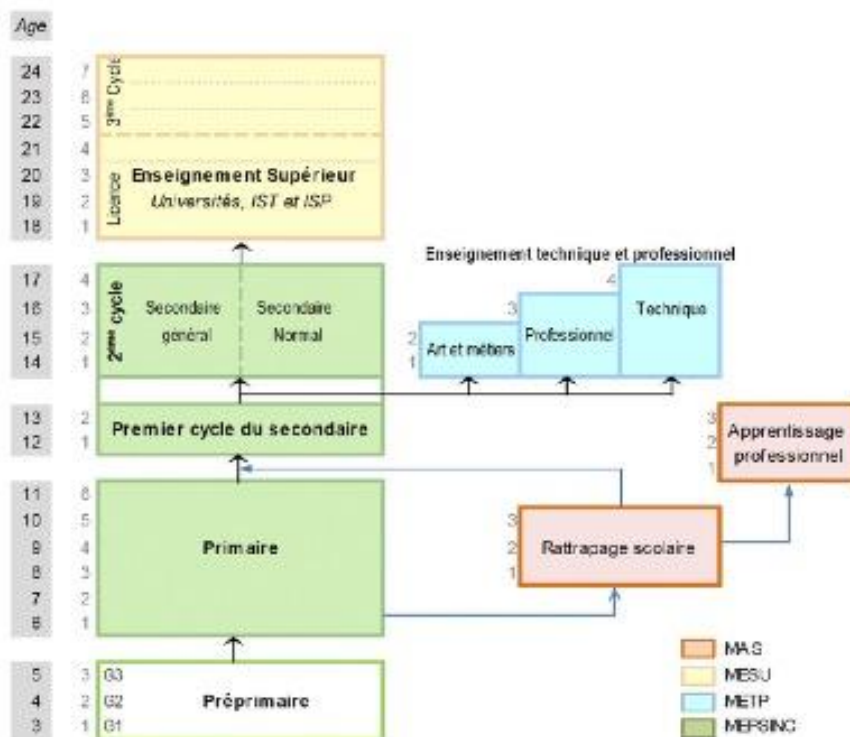 Age
24 7
23 6
22 5
3ème Cycle
21 4
20 3
19 2
18 1
Licence
Enseignement Supérieur
Universités, IST et ISP
Enseignement technique et professionnel
17 4
16 3
15 2
14 1
2ème cycle
Secondaire général
Secondaire Normal
2
1
Art et métiers
3
Professionnel
4
Technique
13 2
12 1
Premier cycle du secondaire
3
2
1
Apprentissage
professionnel
11 6
10 5
9 4
8 3
7 2
6 1
Primaire
3
2
1
Rattrapage scolaire
5 3 G3
4 2 G2
3 1 G1
Préprimaire
MAS
MESU
METP